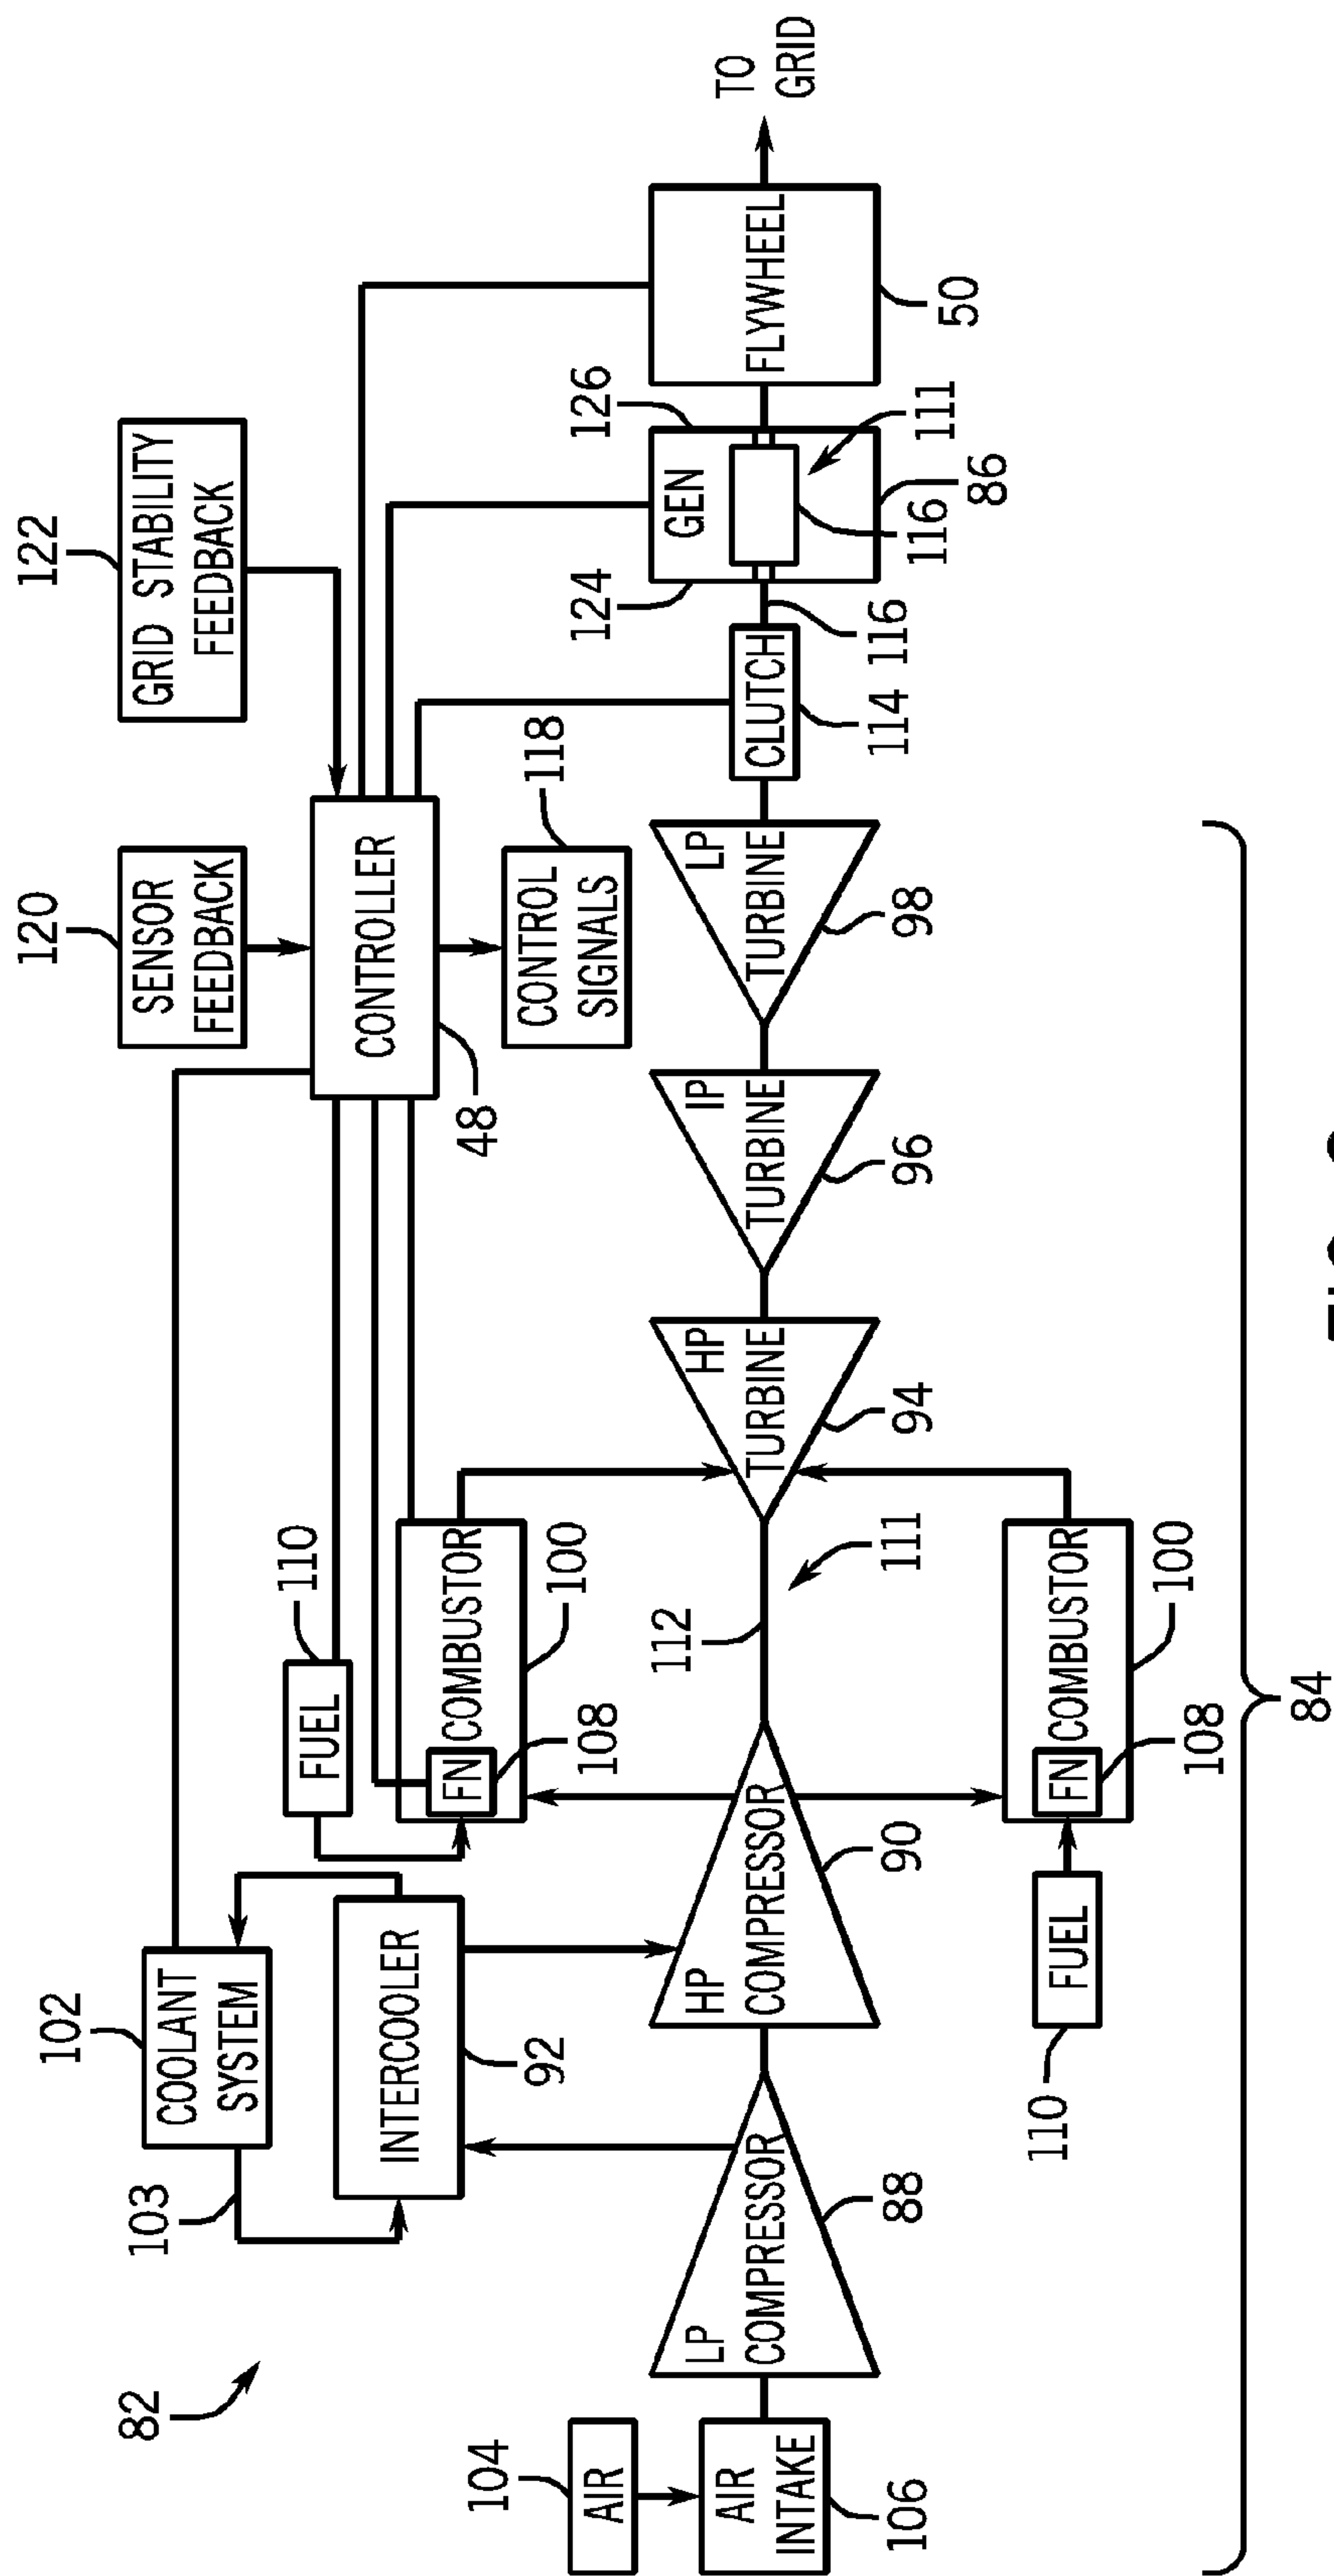 82
120
SENSOR
FEEDBACK
122
GRID STABILITY
FEEDBACK
102
COOLANT
SYSTEM
103
INTERCOOLER
92
110
FUEL
FN
COMBUSTOR
108
100
CONTROLLER
48
CONTROL
SIGNALS
118
104
AIR
AIR
INTAKE
106
LP
COMPRESSOR
88
HP
COMPRESSOR
90
112
111
HP
TURBINE
94
IP
TURBINE
96
LP
TURBINE
98
CLUTCH
114
116
124
GEN
126
116
86
111
FLYWHEEL
50
TO
GRID
110
FUEL
FN
COMBUSTOR
108
100
84